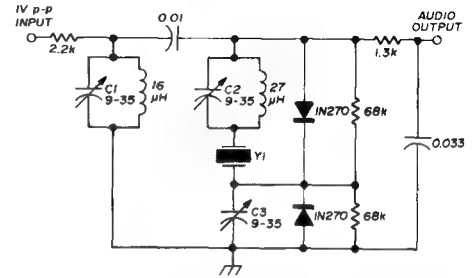 1V p-p
INPUT
2.2k
0.01
AUDIO
OUTPUT
1.3k
C1
9-35
16
µH
C2
9-35
27
µH
1N270
68k
0.033
Y1
C3
9-35
1N270
68k